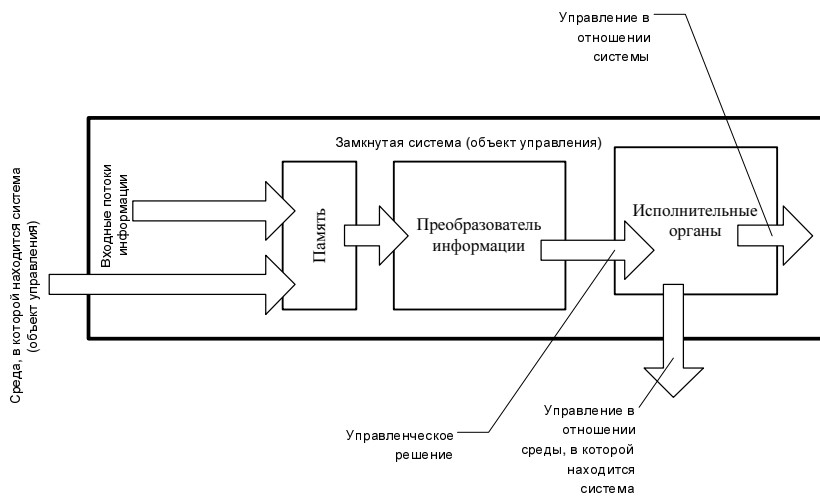 Управление в
отношении
системы
Замкнутая система (объект управления)
Среда, в которой находится система
(объект управления)
Входные потоки
информации
Память
Преобразователь
информации
Исполнительные
органы
Управленческое
решение
Управление в
отношении
среды, в которой
находится
система